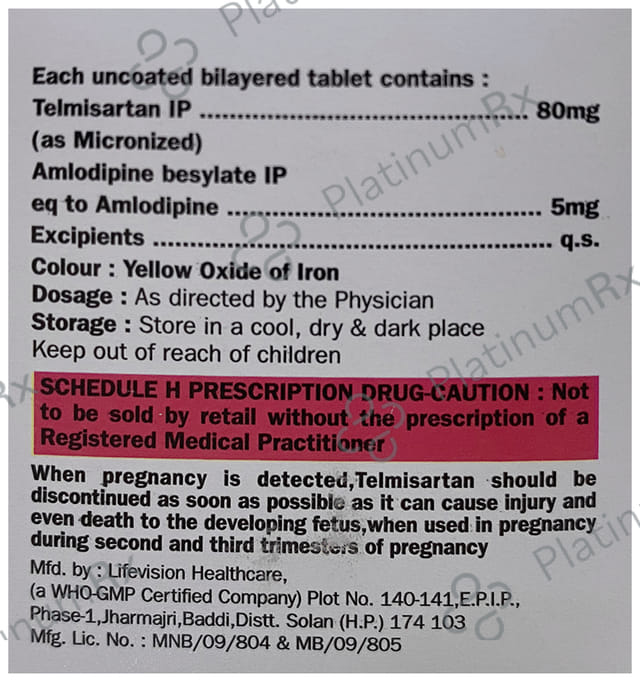 Each uncoated bilayered tablet contains :
Telmisartan IP ........................................................ 80mg
(as Micronized)
Amlodipine besylate IP
eq to Amlodipine .................................................... 5mg
Excipients ................................................................ q.s.
Colour : Yellow Oxide of Iron
Dosage : As directed by the Physician
Storage : Store in a cool, dry & dark place
Keep out of reach of children
SCHEDULE H PRESCRIPTION DRUG-CAUTION : Not
to be sold by retail without the prescription of a
Registered Medical Practitioner
When pregnancy is detected,Telmisartan should be
discontinued as soon as possible as it can cause injury and
even death to the developing fetus,when used in pregnancy
during second and third trimesters of pregnancy
Mfd. by : Lifevision Healthcare,
(a WHO-GMP Certified Company) Plot No. 140-141,E.P.I.P.,
Phase-1,Jharmajri,Baddi,Distt. Solan (H.P.) 174 103
Mfg. Lic. No. : MNB/09/804 & MB/09/805
PlatinumRx
PlatinumRx